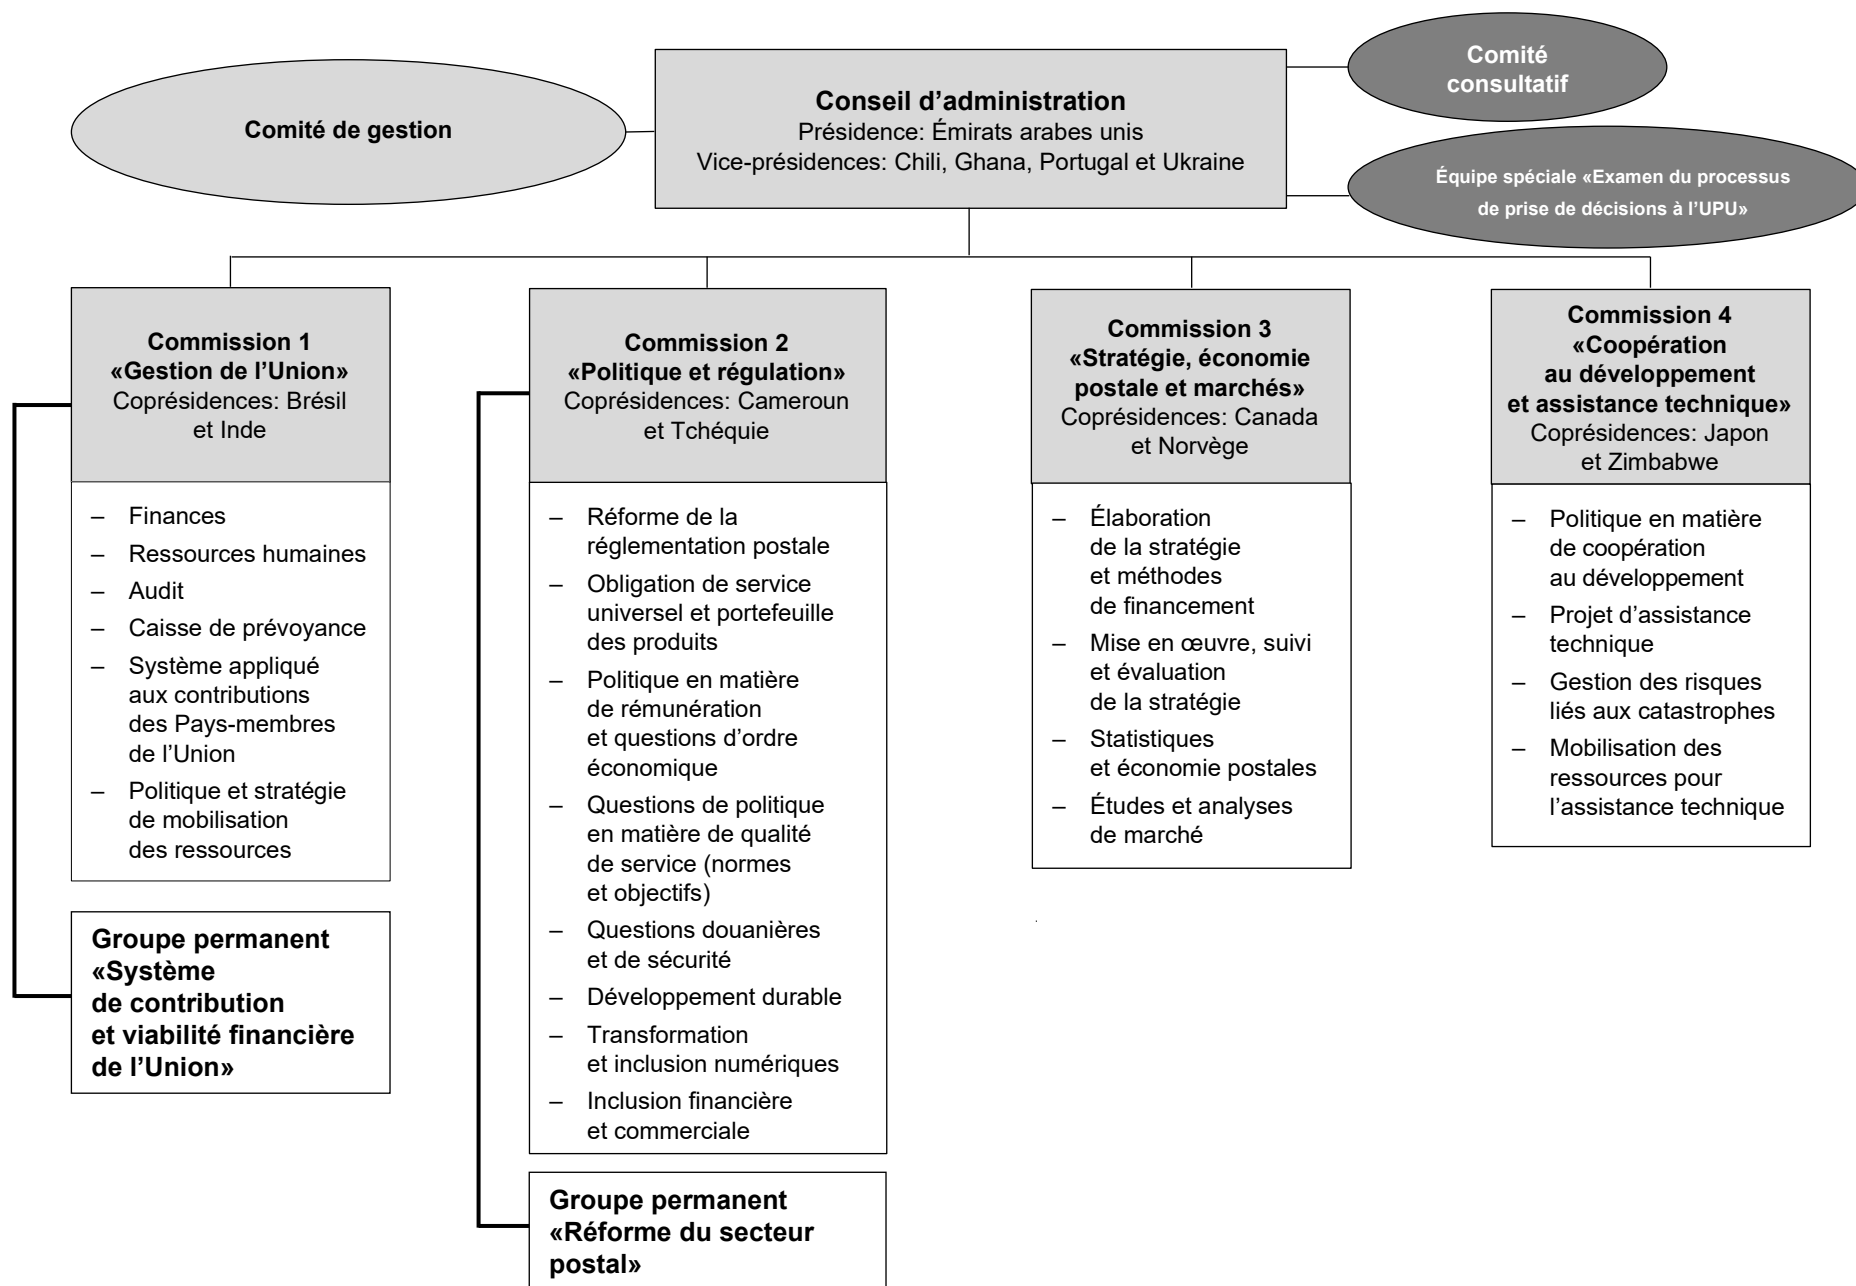 Comité de gestion
Conseil d’administration
Présidence: Émirats arabes unis
Vice-présidences: Chili, Ghana, Portugal et Ukraine
Comité
consultatif
Équipe spéciale «Examen du processus
de prise de décisions à l’UPU»
Commission 1
«Gestion de l’Union»
Coprésidences: Brésil
et Inde
– Finances
– Ressources humaines
– Audit
– Caisse de prévoyance
– Système appliqué
aux contributions
des Pays-membres
de l’Union
– Politique et stratégie
de mobilisation
des ressources
Groupe permanent
«Système
de contribution
et viabilité financière
de l’Union»
Commission 2
«Politique et régulation»
Coprésidences: Cameroun
et Tchéquie
– Réforme de la
réglementation postale
– Obligation de service
universel et portefeuille
des produits
– Politique en matière
de rémunération
et questions d’ordre
économique
– Questions de politique
en matière de qualité
de service (normes
et objectifs)
– Questions douanières
et de sécurité
– Développement durable
– Transformation
et inclusion numériques
– Inclusion financière
et commerciale
Groupe permanent
«Réforme du secteur
postal»
Commission 3
«Stratégie, économie
postale et marchés»
Coprésidences: Canada
et Norvège
– Élaboration
de la stratégie
et méthodes
de financement
– Mise en œuvre, suivi
et évaluation
de la stratégie
– Statistiques
et économie postales
– Études et analyses
de marché
Commission 4
«Coopération
au développement
et assistance technique»
Coprésidences: Japon
et Zimbabwe
– Politique en matière
de coopération
au développement
– Projet d’assistance
technique
– Gestion des risques
liés aux catastrophes
– Mobilisation des
ressources pour
l’assistance technique